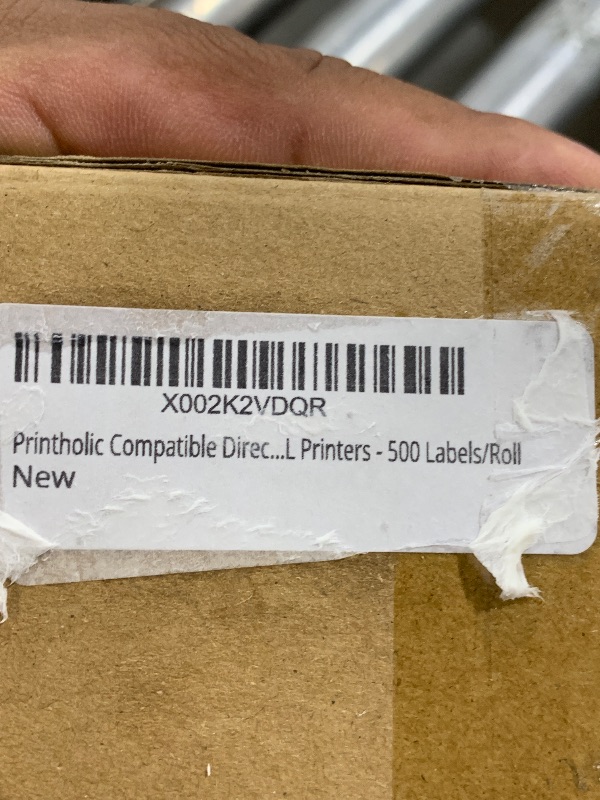 X002K2VDQR
Printholic Compatible Direc...L Printers - 500 Labels/Roll
New